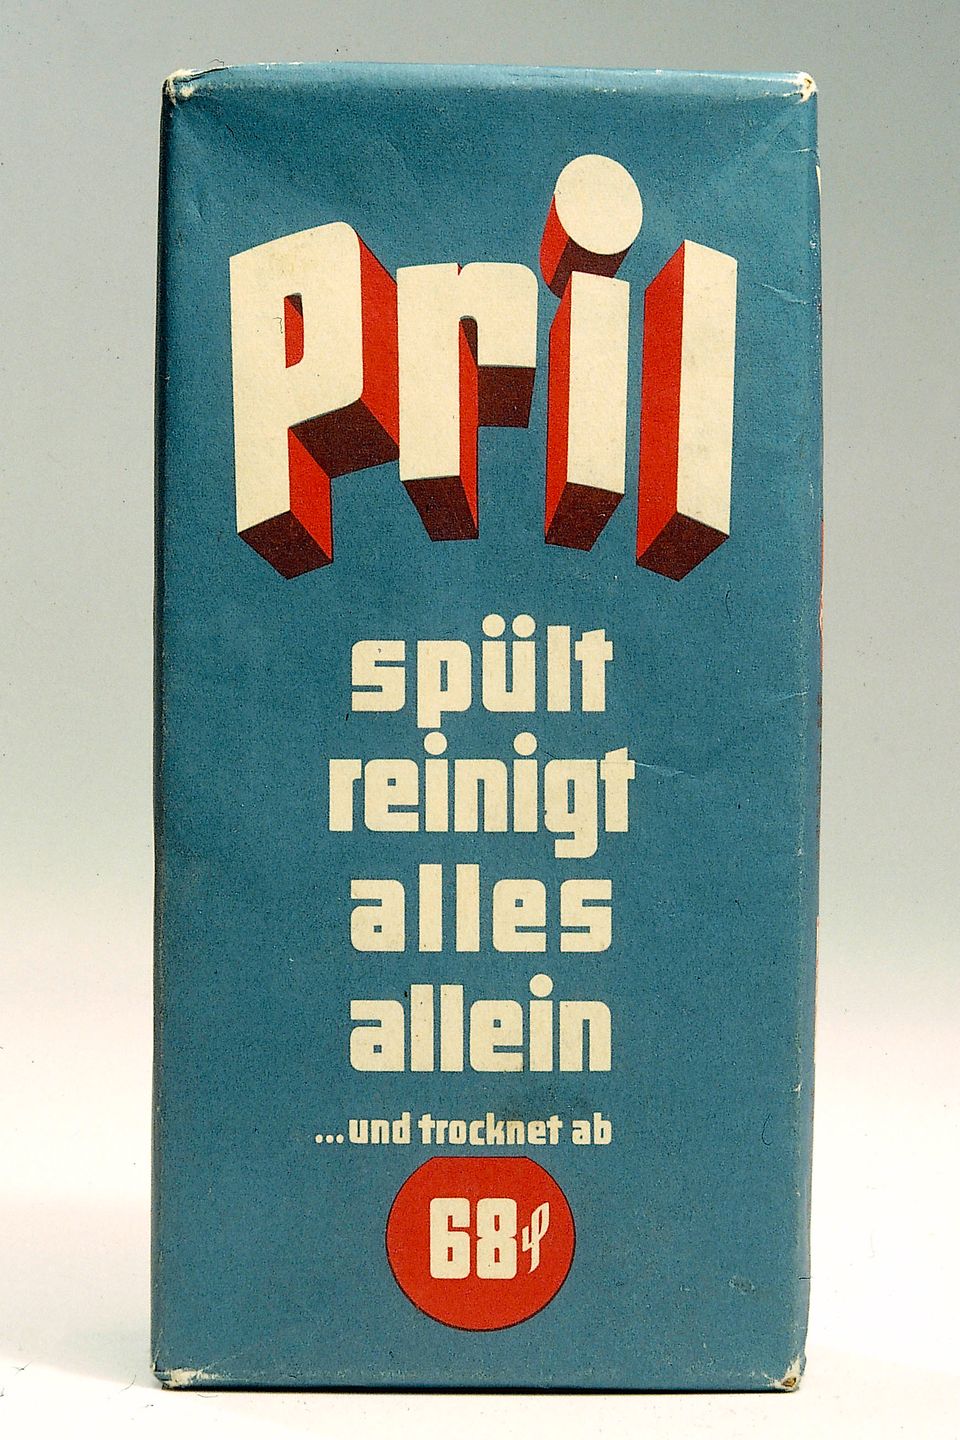 Pril
spült
reinigt
alles
allein
...und trocknet ab
68₰